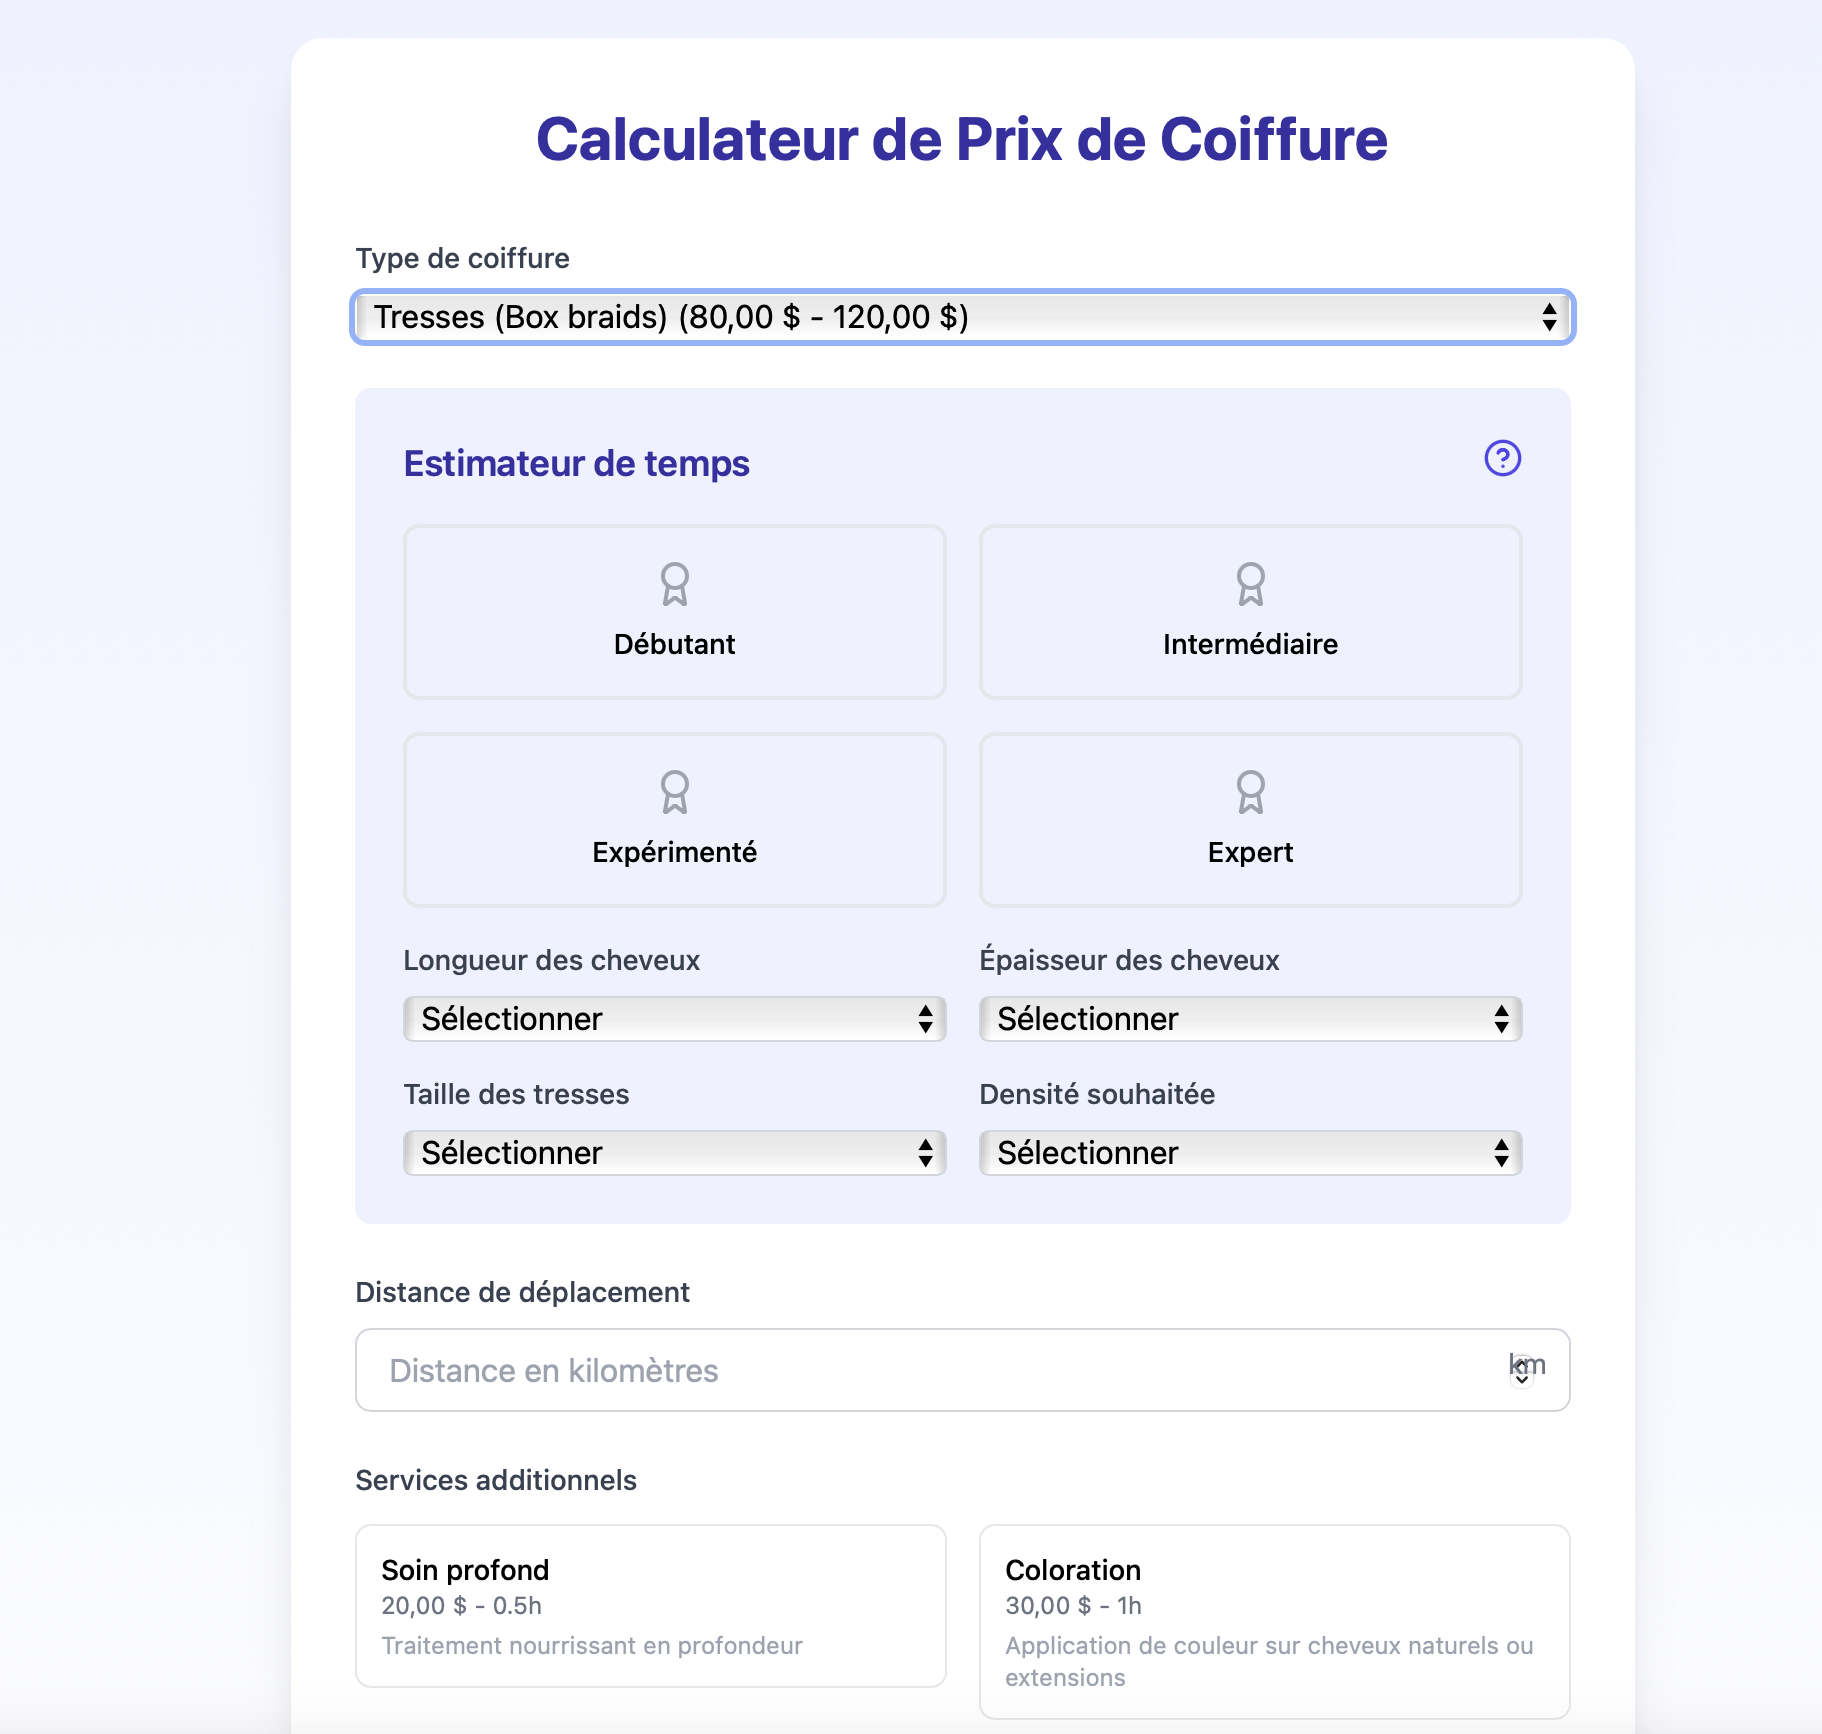 Calculateur de Prix de Coiffure
Type de coiffure
Tresses (Box braids) (80,00 $ - 120,00 $)
Estimateur de temps
?
Débutant
Intermédiaire
Expérimenté
Expert
Longueur des cheveux
Épaisseur des cheveux
Sélectionner
Sélectionner
Taille des tresses
Densité souhaitée
Sélectionner
Sélectionner
Distance de déplacement
Distance en kilomètres
km
Services additionnels
Soin profond
20,00 $ - 0.5h
Traitement nourrissant en profondeur
Coloration
30,00 $ - 1h
Application de couleur sur cheveux naturels ou
extensions